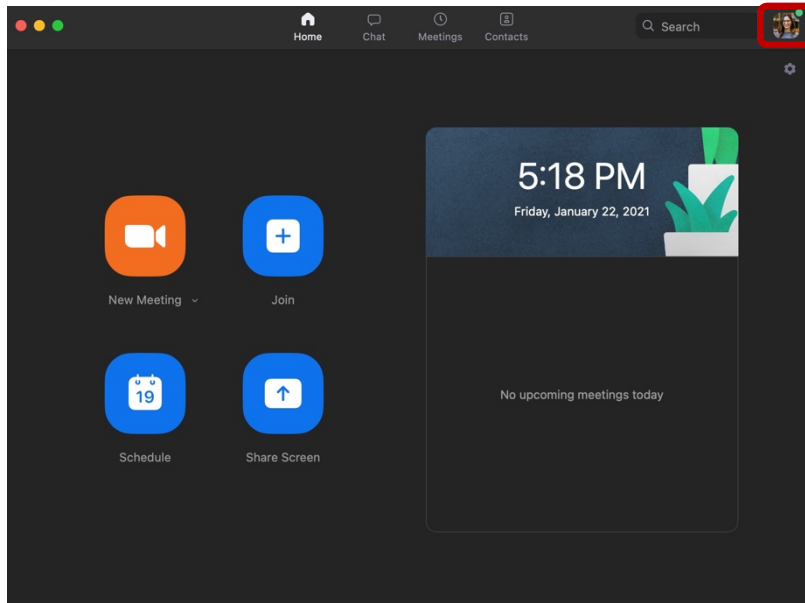 Home
Chat
Meetings
Contacts
Search
5:18 PM
Friday, January 22, 2021
New Meeting
Join
19
Schedule
Share Screen
No upcoming meetings today